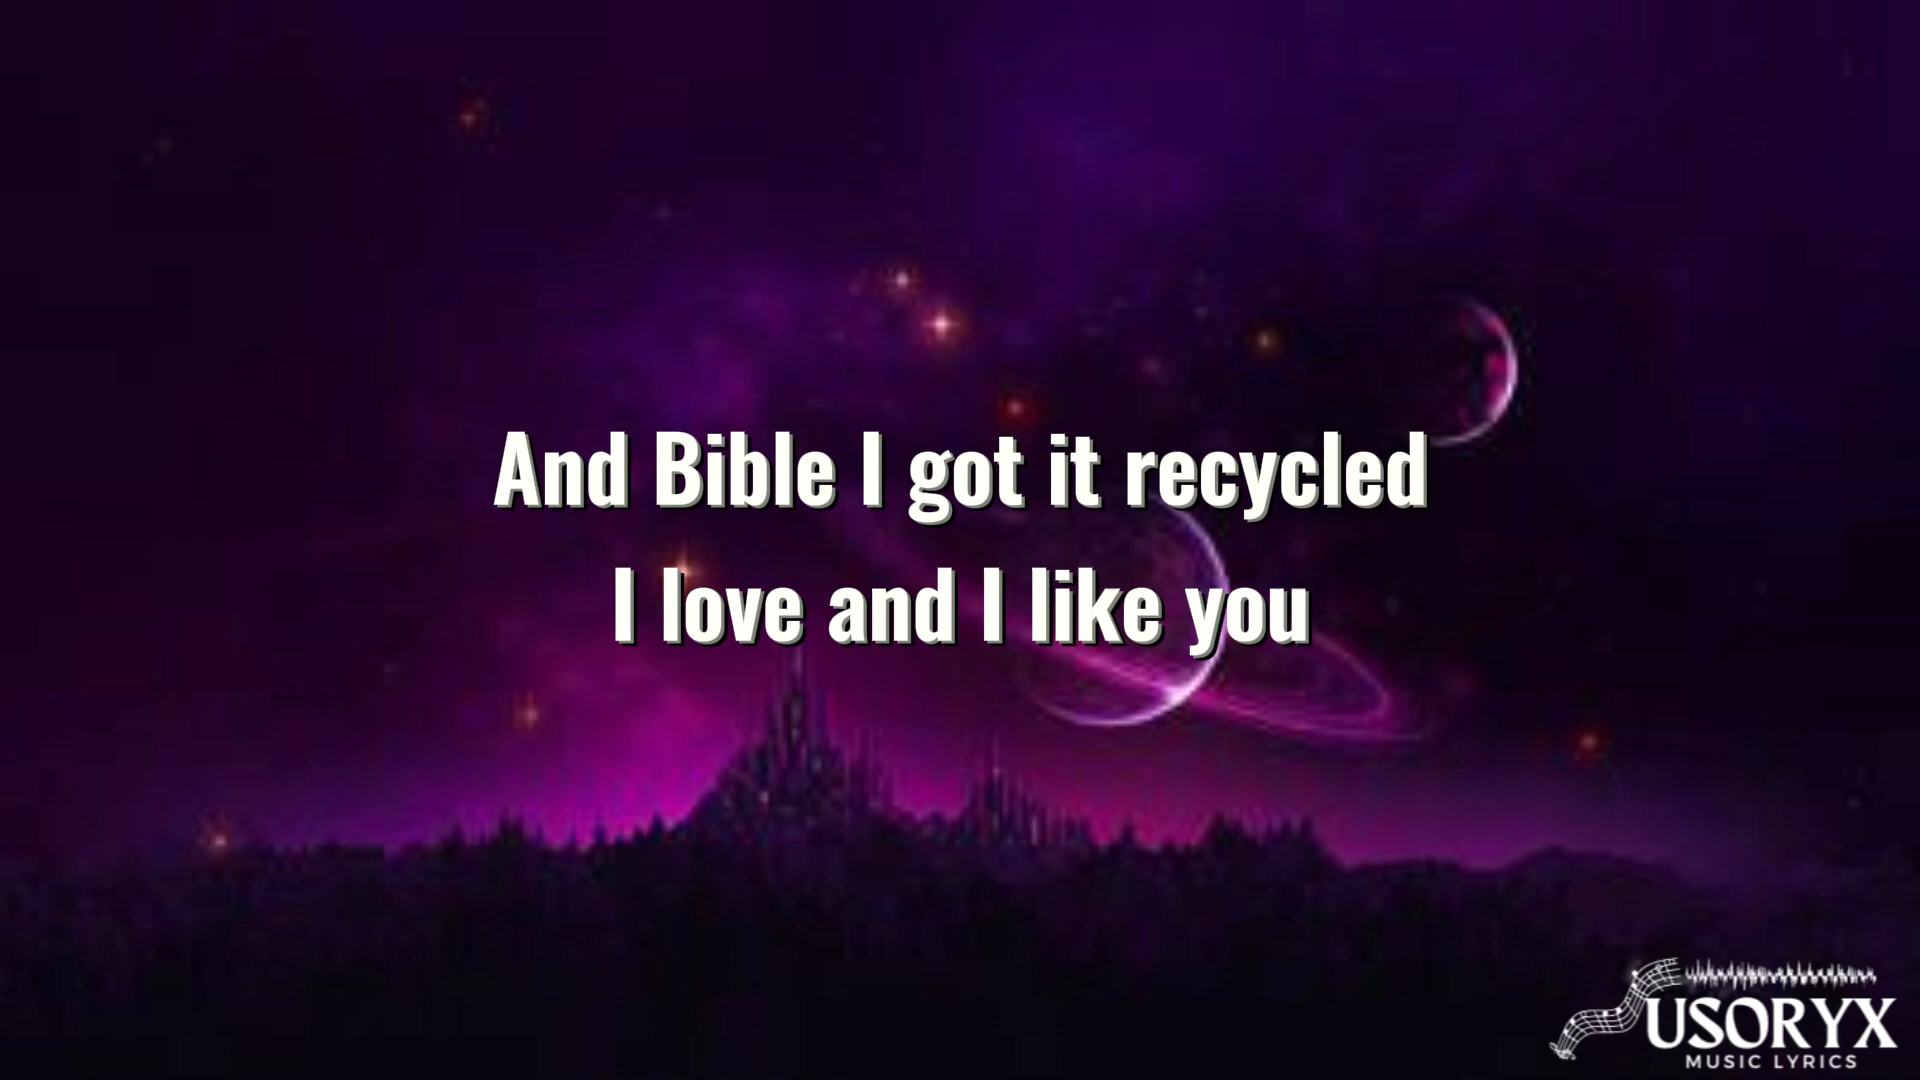 And Bible I got it recycled
I love and I like you
USORYX
MUSIC LYRICS